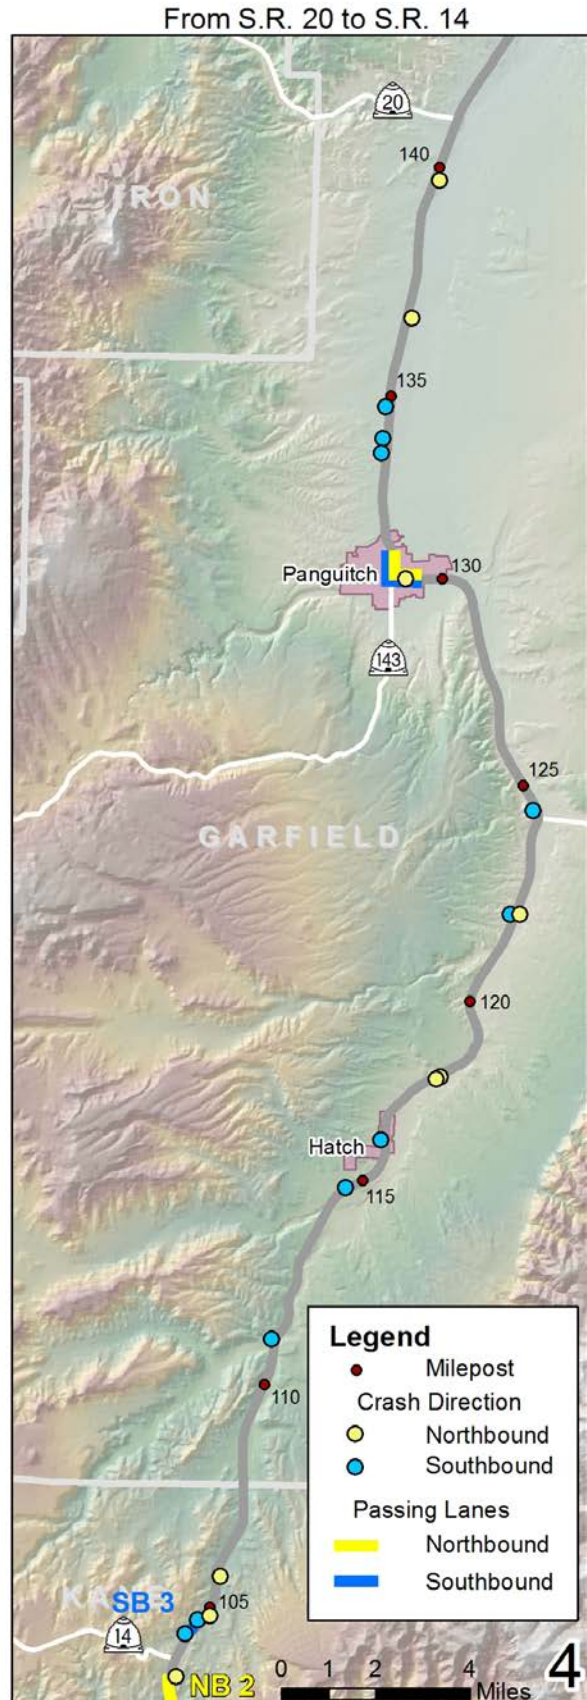 From S.R. 20 to S.R. 14
20
140
IRON
135
Panguitch
130
143
125
GARFIELD
120
Hatch
115
Legend
Milepost
Crash Direction
Northbound
Southbound
Passing Lanes
Northbound
Southbound
110
SB 3
105
14
NB 2
0 2 4
Miles
4